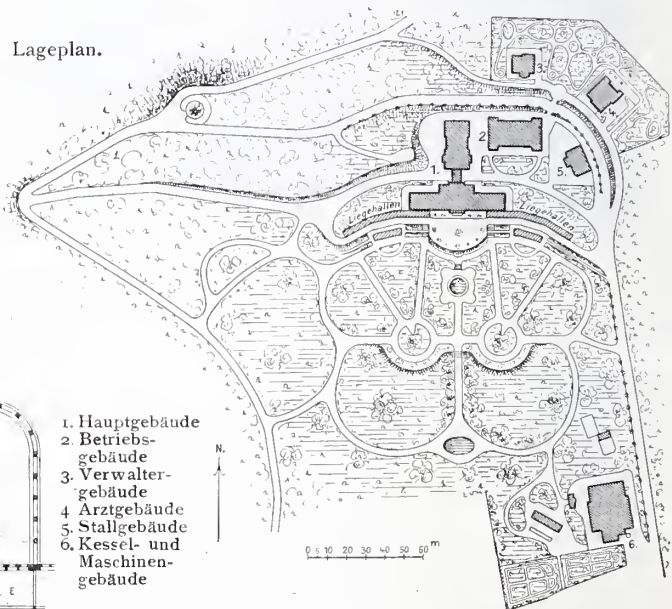 Lageplan.
3.
4.
2
1.
5.
Liegehallen
Liegehallen
1. Hauptgebäude
2. Betriebs-
gebäude
3. Verwalter-
gebäude
4 Arztgebäude
5. Stallgebäude
6. Kessel- und
Maschinen-
gebäude
N.
0 5 10 20 30 40 50 60 m
6.
E